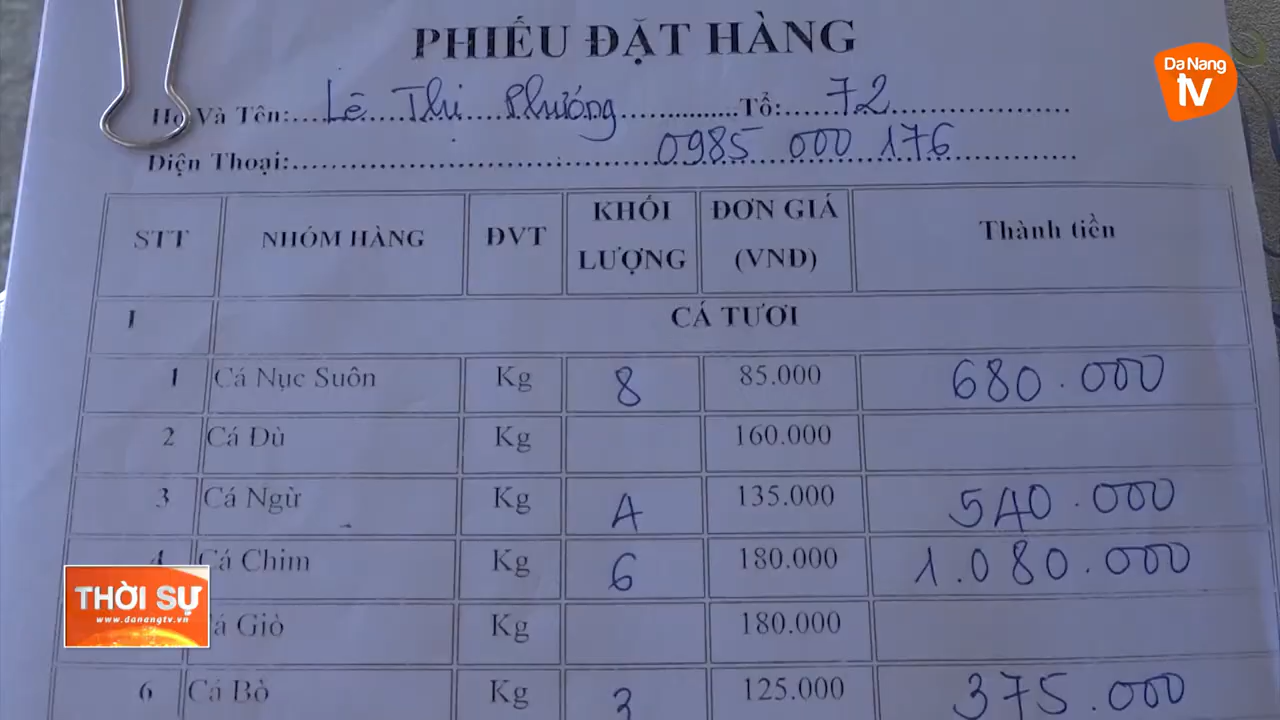 PHIẾU ĐẶT HÀNG
Da Nang
tv
Họ Và Tên:....Lê Thị Phương..............Tổ:.....72......................
Điện Thoại:.................................0985 000 176................
STT NHÓM HÀNG ĐVT KHỐI LƯỢNG ĐƠN GIÁ (VNĐ) Thành tiền
I CÁ TƯƠI
1 Cá Nục Suôn Kg 8 85.000 680.000
2 Cá Dù Kg 160.000
3 Cá Ngừ Kg 4 135.000 540.000
4 Cá Chim Kg 6 180.000 1.080.000
Cá Giò Kg 180.000
6 Cá Bò Kg 3 125.000 375.000
THỜI SỰ
www.danangtv.vn